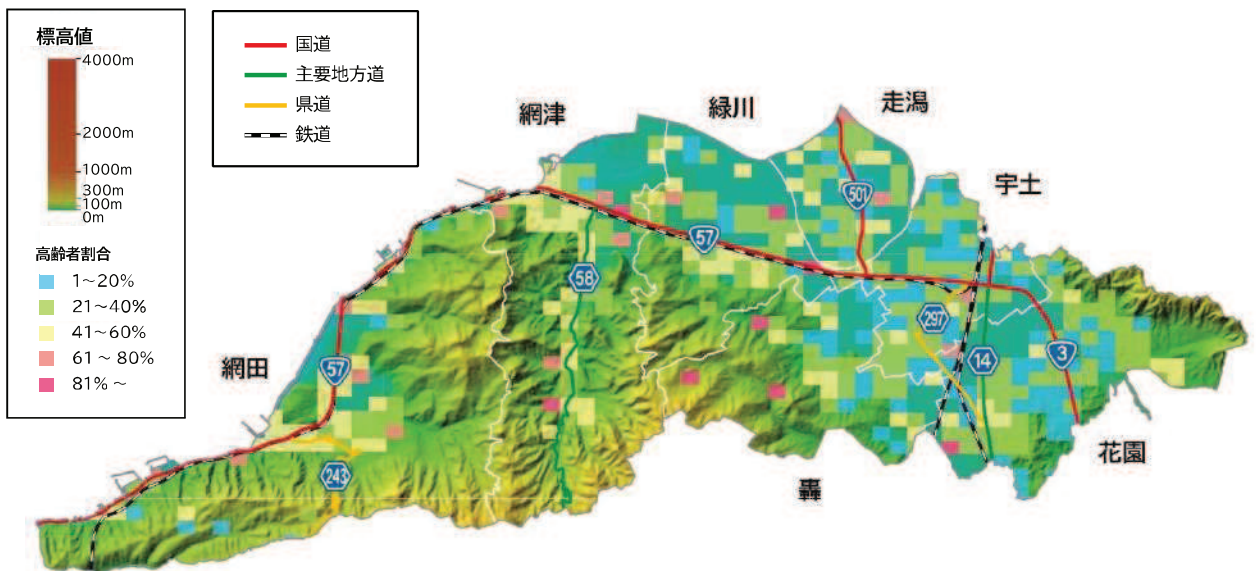 標高値
4000m
2000m
1000m
300m
100m
0m
高齢者割合
1～20%
21～40%
41～60%
61～80%
81%～
国道
主要地方道
県道
鉄道
網津
緑川
走潟
宇土
網田
轟
花園
501
57
58
297
57
14
3
243